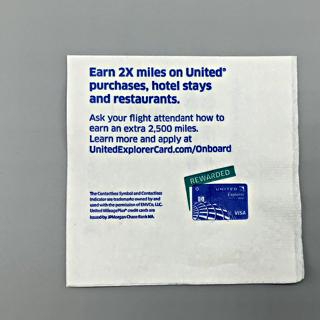 Earn 2X miles on United®
purchases, hotel stays
and restaurants.
Ask your flight attendant how to
earn an extra 2,500 miles.
Learn more and apply at
UnitedExplorerCard.com/Onboard
The Contactless Symbol and Contactless
Indicator are trademarks owned by and
used with the permission of EMVCo, LLC.
United MileagePlus® credit cards are
issued by JPMorgan Chase Bank NA.
REWARDED
UNITED
Explorer
VISA